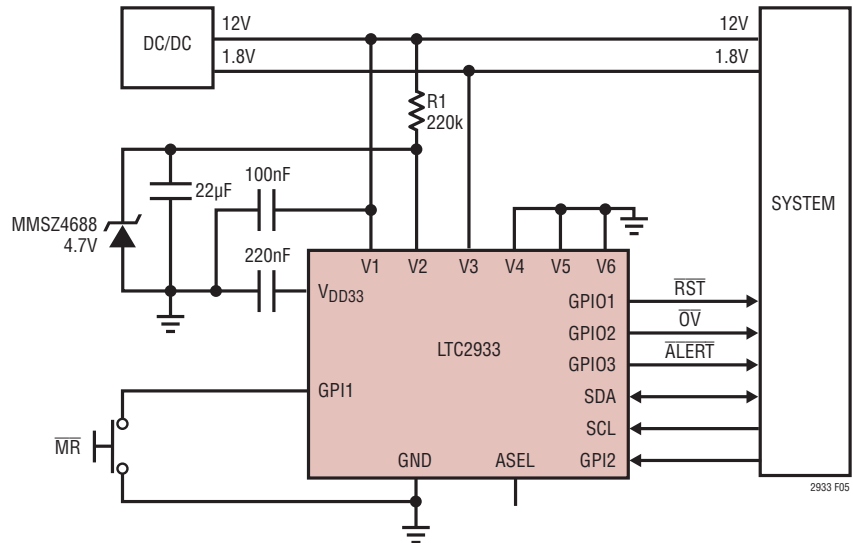 12V 12V
DC/DC
1.8V 1.8V
R1
220k
100nF
22µF
SYSTEM
MMSZ4688
4.7V
220nF
V1 V2 V3 V4 V5 V6
VDD33
GPIO1 RST
GPIO2 OV
LTC2933
GPIO3 ALERT
GPI1 SDA
SCL
MR
GND ASEL GPI2
2933 F05